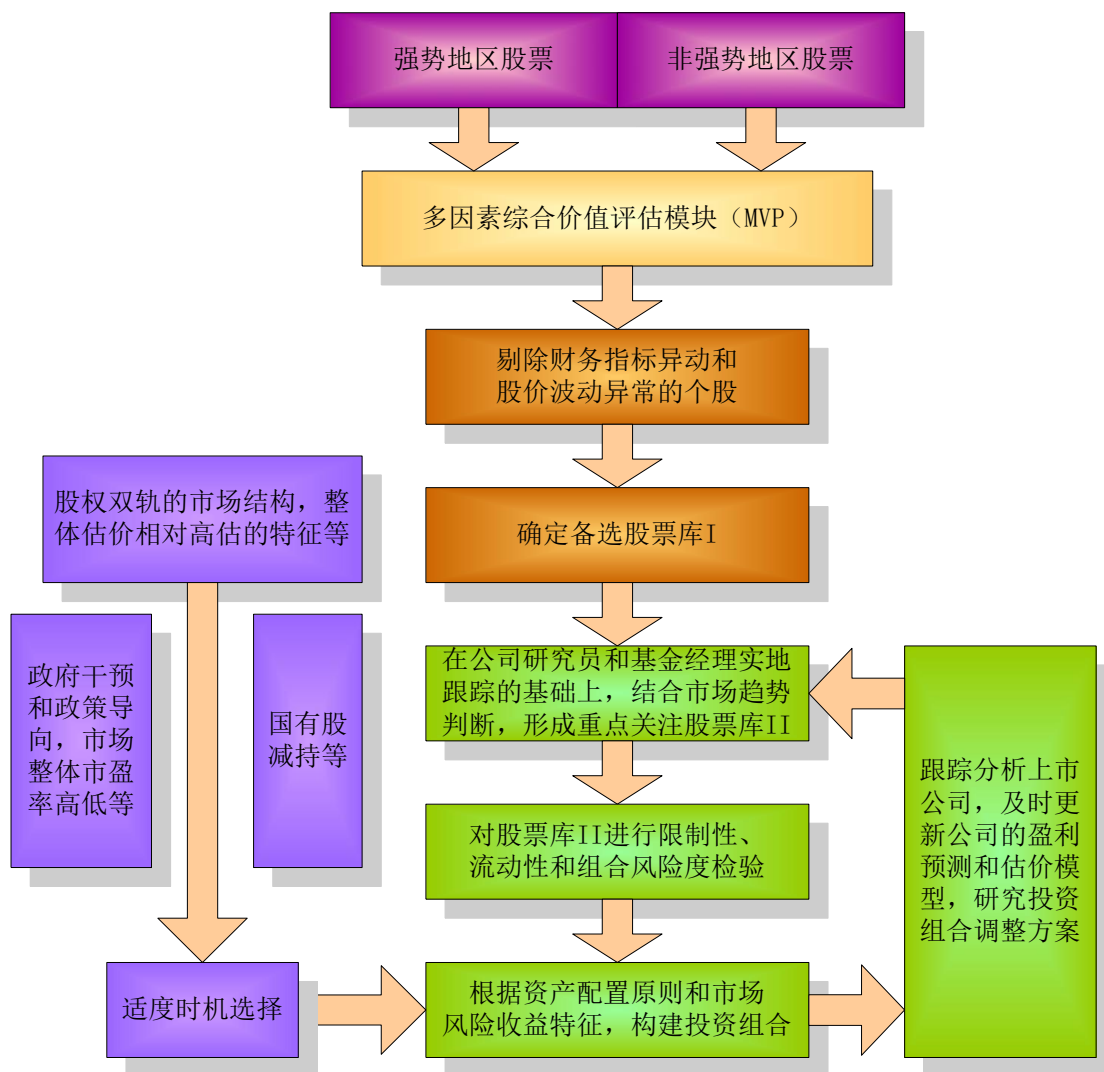 强势地区股票
非强势地区股票
多因素综合价值评估模块（MVP）
剔除财务指标异动和
股价波动异常的个股
确定备选股票库I
股权双轨的市场结构，整
体估价相对高估的特征等
政府干预
和政策导
向，市场
整体市盈
率高低等
国有股
减持等
适度时机选择
在公司研究员和基金经理实地
跟踪的基础上，结合市场趋势
判断，形成重点关注股票库II
对股票库II进行限制性、
流动性和组合风险度检验
根据资产配置原则和市场
风险收益特征，构建投资组合
跟踪分析上市
公司，及时更
新公司的盈利
预测和估价模
型，研究投资
组合调整方案